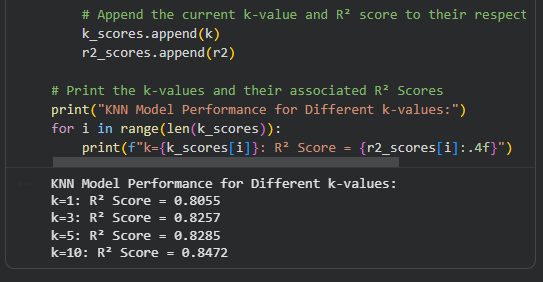 # Append the current k-value and R² score to their respect
k_scores.append(k)
r2_scores.append(r2)
# Print the k-values and their associated R² Scores
print("KNN Model Performance for Different k-values:")
for i in range(len(k_scores)):
print(f"k={k_scores[i]}: R² Score = {r2_scores[i]:.4f}")
KNN Model Performance for Different k-values:
k=1: R² Score = 0.8055
k=3: R² Score = 0.8257
k=5: R² Score = 0.8285
k=10: R² Score = 0.8472